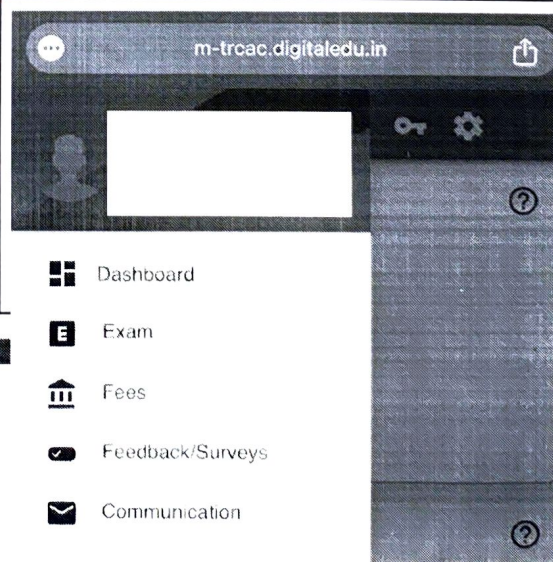 m-trcac.digitaledu.in
Dashboard
E Exam
Fees
Feedback/Surveys
Communication